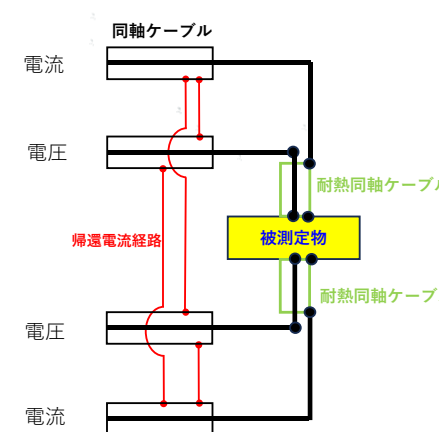 同軸ケーブル
電流
電圧
耐熱同軸ケーブル
帰還電流経路
被測定物
耐熱同軸ケーブ
電圧
電流